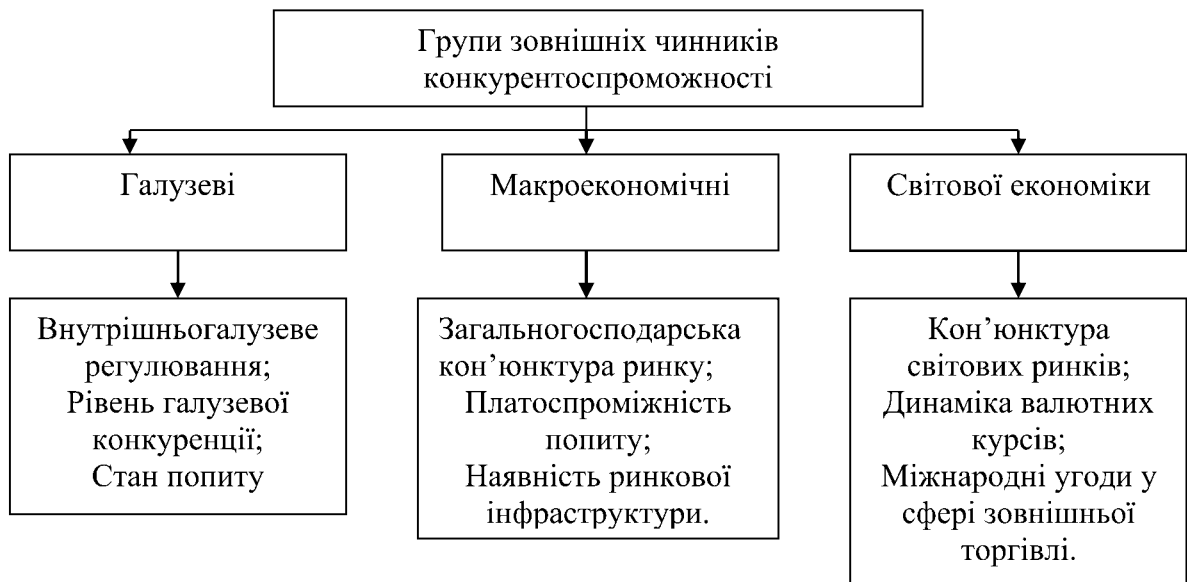 Групи зовнішніх чинників
конкурентоспроможності
Галузеві
Макроекономічні
Світової економіки
Внутрішньогалузеве
регулювання;
Рівень галузевої
конкуренції;
Стан попиту
Загальногосподарська
кон’юнктура ринку;
Платоспроміжність
попиту;
Наявність ринкової
інфраструктури.
Кон’юнктура
світових ринків;
Динаміка валютних
курсів;
Міжнародні угоди у
сфері зовнішньої
торгівлі.